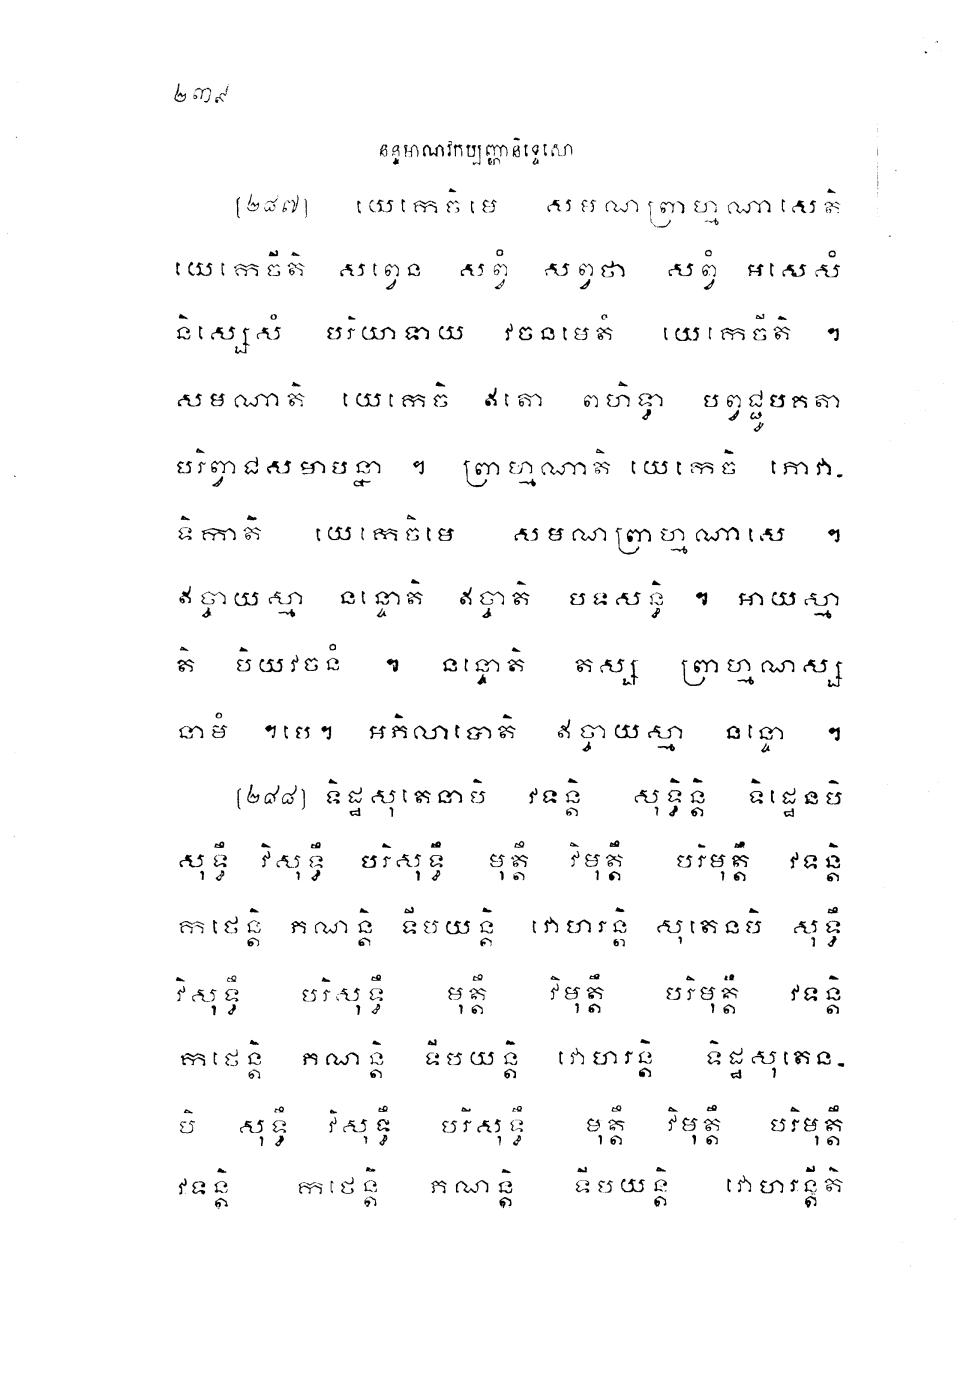 ២៣៩
នន្ទមាណវកប្បញ្ហានិទ្ទេសោ
[២៨៧] យេកេចិមេ សមណព្រាហ្មណាសេតិ
យេកេចីតិ សព្វេន សព្វំ សព្វថា សព្វំ អសេសំ
និស្សេសំ បរិយាទាយ វចនមេតំ យេកេចីតិ ។
សមណាតិ យេកេចិ ឥតោ ពហិទ្ធា បព្វជ្ជូបគតា
បរិព្វាជសមាបន្នា ។ ព្រាហ្មណាតិ យេកេចិ ភោវា-
ទិកាតិ យេកេចិមេ សមណព្រាហ្មណាសេ ។
ឥច្ចាយស្មា នន្ទោតិ ឥច្ចាតិ បទសន្ធិ ។ អាយស្មា
តិ បិយវចនំ ។ នន្ទោតិ តស្ស ព្រាហ្មណស្ស
នាមំ ។បេ។ អភិលាបោតិ ឥច្ចាយស្មា នន្ទោ ។
[២៨៨] ទិដ្ឋសុតេនាបិ វទន្តិ សុទ្ធិន្តិ ទិដ្ឋេនបិ
សុទ្ធឹ វិសុទ្ធឹ បរិសុទ្ធឹ មុត្តឹ វិមុត្តឹ បរិមុត្តឹ វទន្តិ
កថេន្តិ ភណន្តិ ទីបយន្តិ វោហរន្តិ សុតេនបិ សុទ្ធឹ
វិសុទ្ធឹ បរិសុទ្ធឹ មុត្តឹ វិមុត្តឹ បរិមុត្តឹ វទន្តិ
កថេន្តិ ភណន្តិ ទីបយន្តិ វោហរន្តិ ទិដ្ឋសុតេន-
បិ សុទ្ធឹ វិសុទ្ធឹ បរិសុទ្ធឹ មុត្តឹ វិមុត្តឹ បរិមុត្តឹ
វទន្តិ កថេន្តិ ភណន្តិ ទីបយន្តិ វោហរន្តីតិ